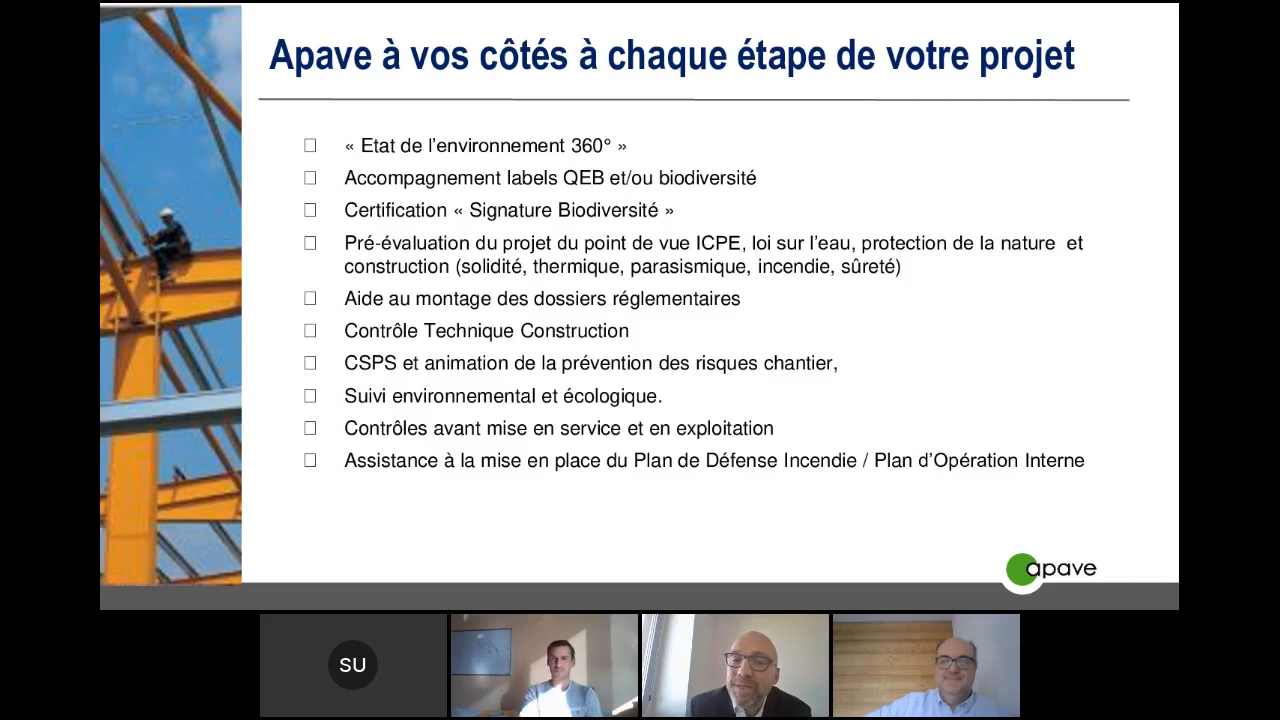 Apave à vos côtés à chaque étape de votre projet
« Etat de l’environnement 360° »
Accompagnement labels QEB et/ou biodiversité
Certification « Signature Biodiversité »
Pré-évaluation du projet du point de vue ICPE, loi sur l’eau, protection de la nature et
construction (solidité, thermique, parasismique, incendie, sûreté)
Aide au montage des dossiers réglementaires
Contrôle Technique Construction
CSPS et animation de la prévention des risques chantier,
Suivi environnemental et écologique.
Contrôles avant mise en service et en exploitation
Assistance à la mise en place du Plan de Défense Incendie / Plan d’Opération Interne
apave
SU